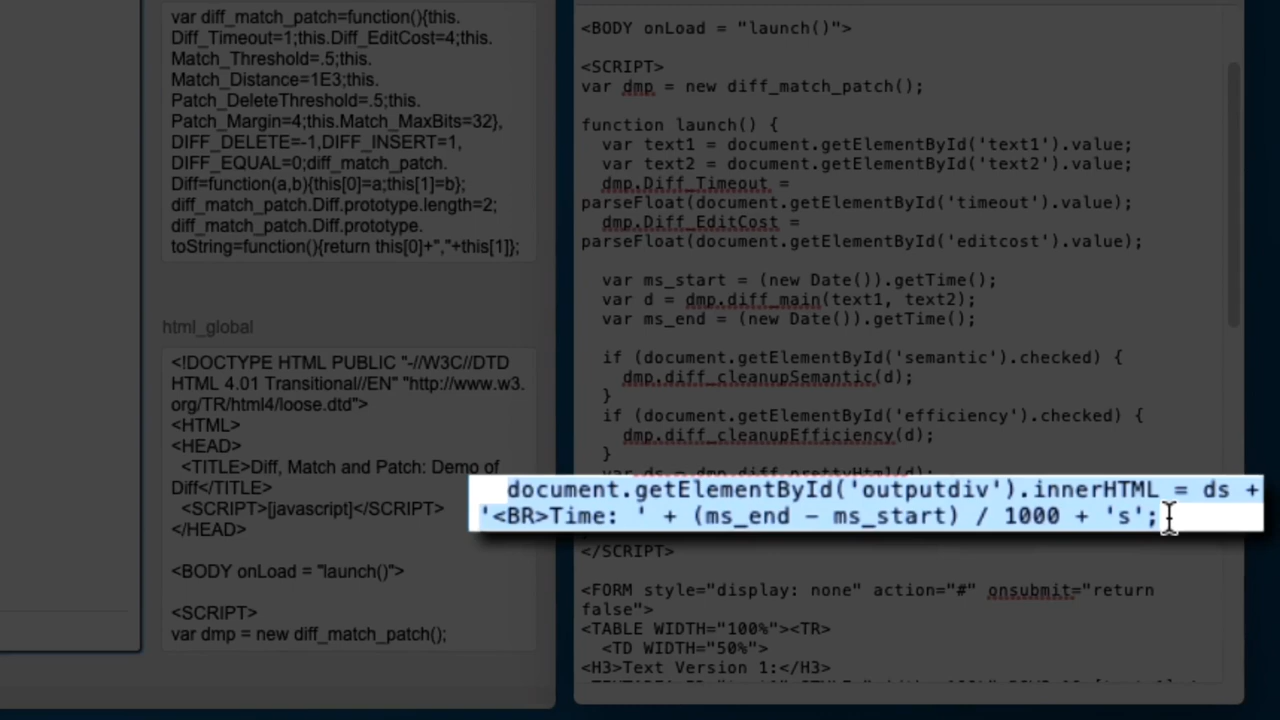 var diff_match_patch=function(){this.
Diff_Timeout=1;this.Diff_EditCost=4;this.
Match_Threshold=.5;this.
Match_Distance=1E3;this.
Patch_DeleteThreshold=.5;this.
Patch_Margin=4;this.Match_MaxBits=32},
DIFF_DELETE=-1,DIFF_INSERT=1,
DIFF_EQUAL=0;diff_match_patch.
Diff=function(a,b){this[0]=a;this[1]=b};
diff_match_patch.Diff.prototype.length=2;
diff_match_patch.Diff.prototype.
toString=function(){return this[0]+","+this[1]};
html_global
<!DOCTYPE HTML PUBLIC "-//W3C//DTD
HTML 4.01 Transitional//EN" "http://www.w3.
org/TR/html4/loose.dtd">
<HTML>
<HEAD>
<TITLE>Diff, Match and Patch: Demo of
Diff</TITLE>
<SCRIPT>[javascript]</SCRIPT>
</HEAD>
<BODY onLoad = "launch()">
<SCRIPT>
var dmp = new diff_match_patch();
<BODY onLoad = "launch()">
<SCRIPT>
var dmp = new diff_match_patch();
function launch() {
var text1 = document.getElementById('text1').value;
var text2 = document.getElementById('text2').value;
dmp.Diff_Timeout =
parseFloat(document.getElementById('timeout').value);
dmp.Diff_EditCost =
parseFloat(document.getElementById('editcost').value);
var ms_start = (new Date()).getTime();
var d = dmp.diff_main(text1, text2);
var ms_end = (new Date()).getTime();
if (document.getElementById('semantic').checked) {
dmp.diff_cleanupSemantic(d);
}
if (document.getElementById('efficiency').checked) {
dmp.diff_cleanupEfficiency(d);
}
var ds = dmp.diff_prettyHtml(d);
document.getElementById('outputdiv').innerHTML = ds +
'<BR>Time: ' + (ms_end - ms_start) / 1000 + 's';
</SCRIPT>
<FORM style="display: none" action="#" onsubmit="return
false">
<TABLE WIDTH="100%"><TR>
<TD WIDTH="50%">
<H3>Text Version 1:</H3>